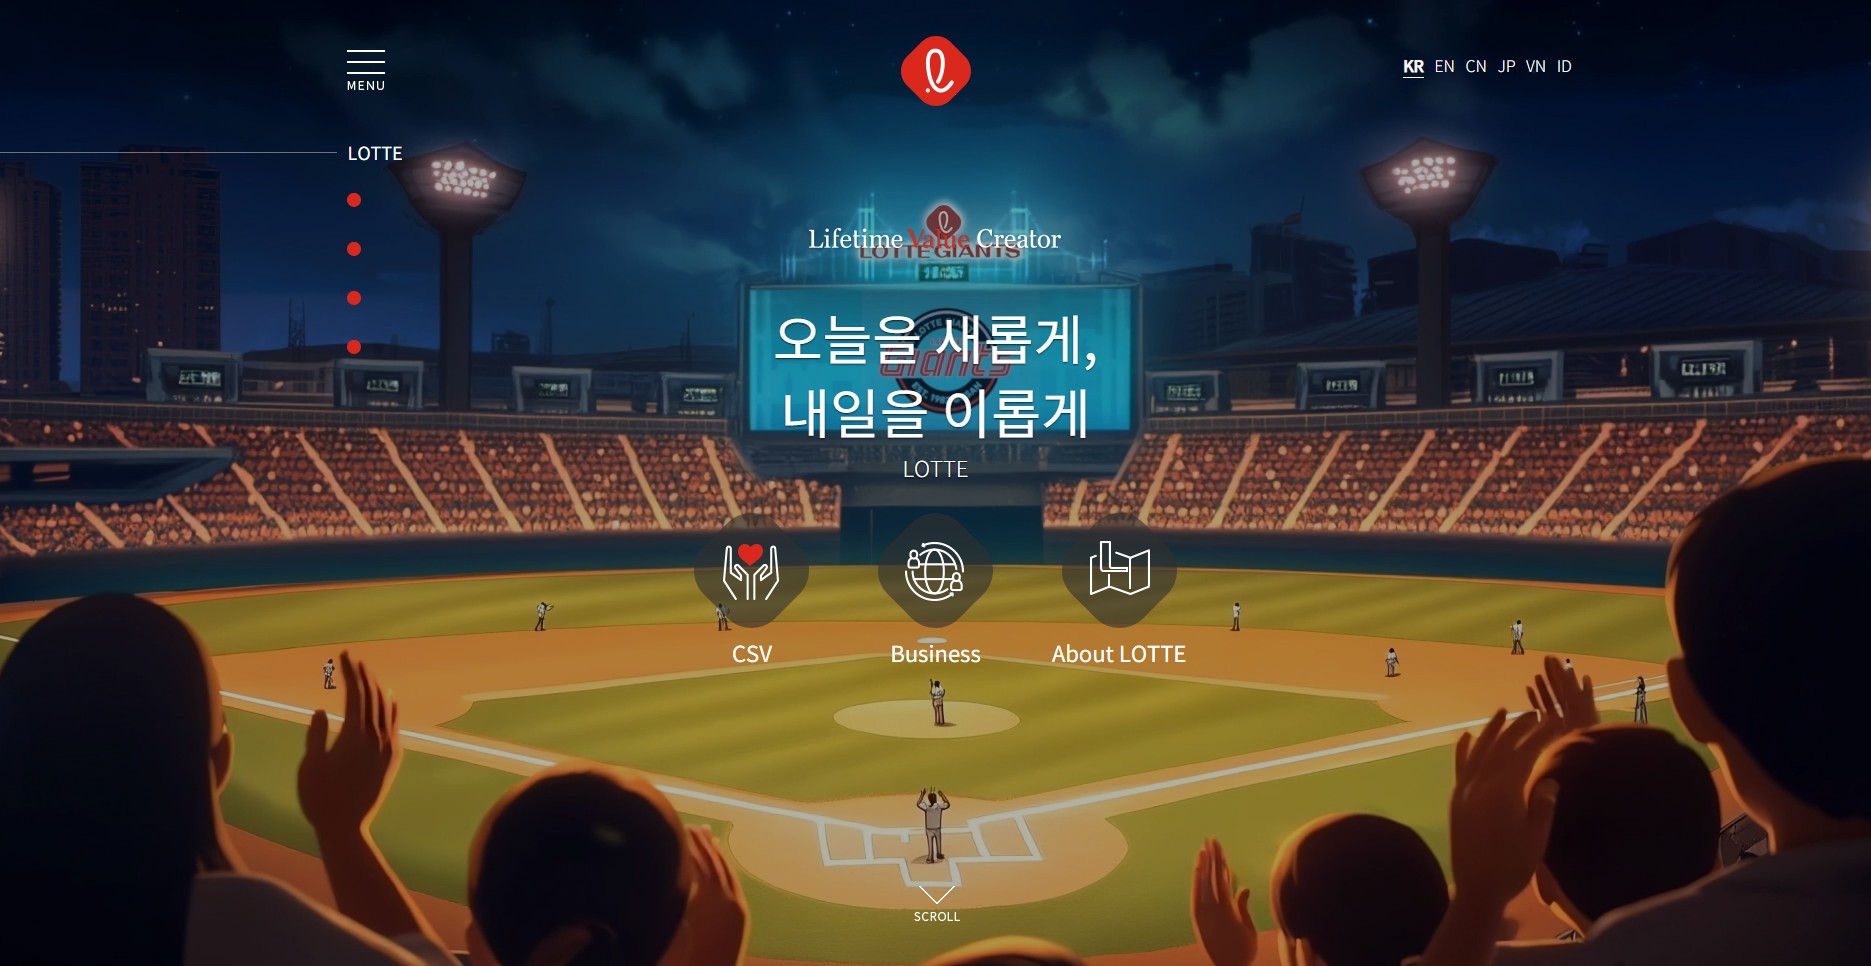 MENU
KR EN CN JP VN ID
LOTTE
Lifetime Value Creator
LOTTE GIANTS
오늘을 새롭게,
giants
내일을 이롭게
LOTTE
CSV
Business
About LOTTE
SCROLL